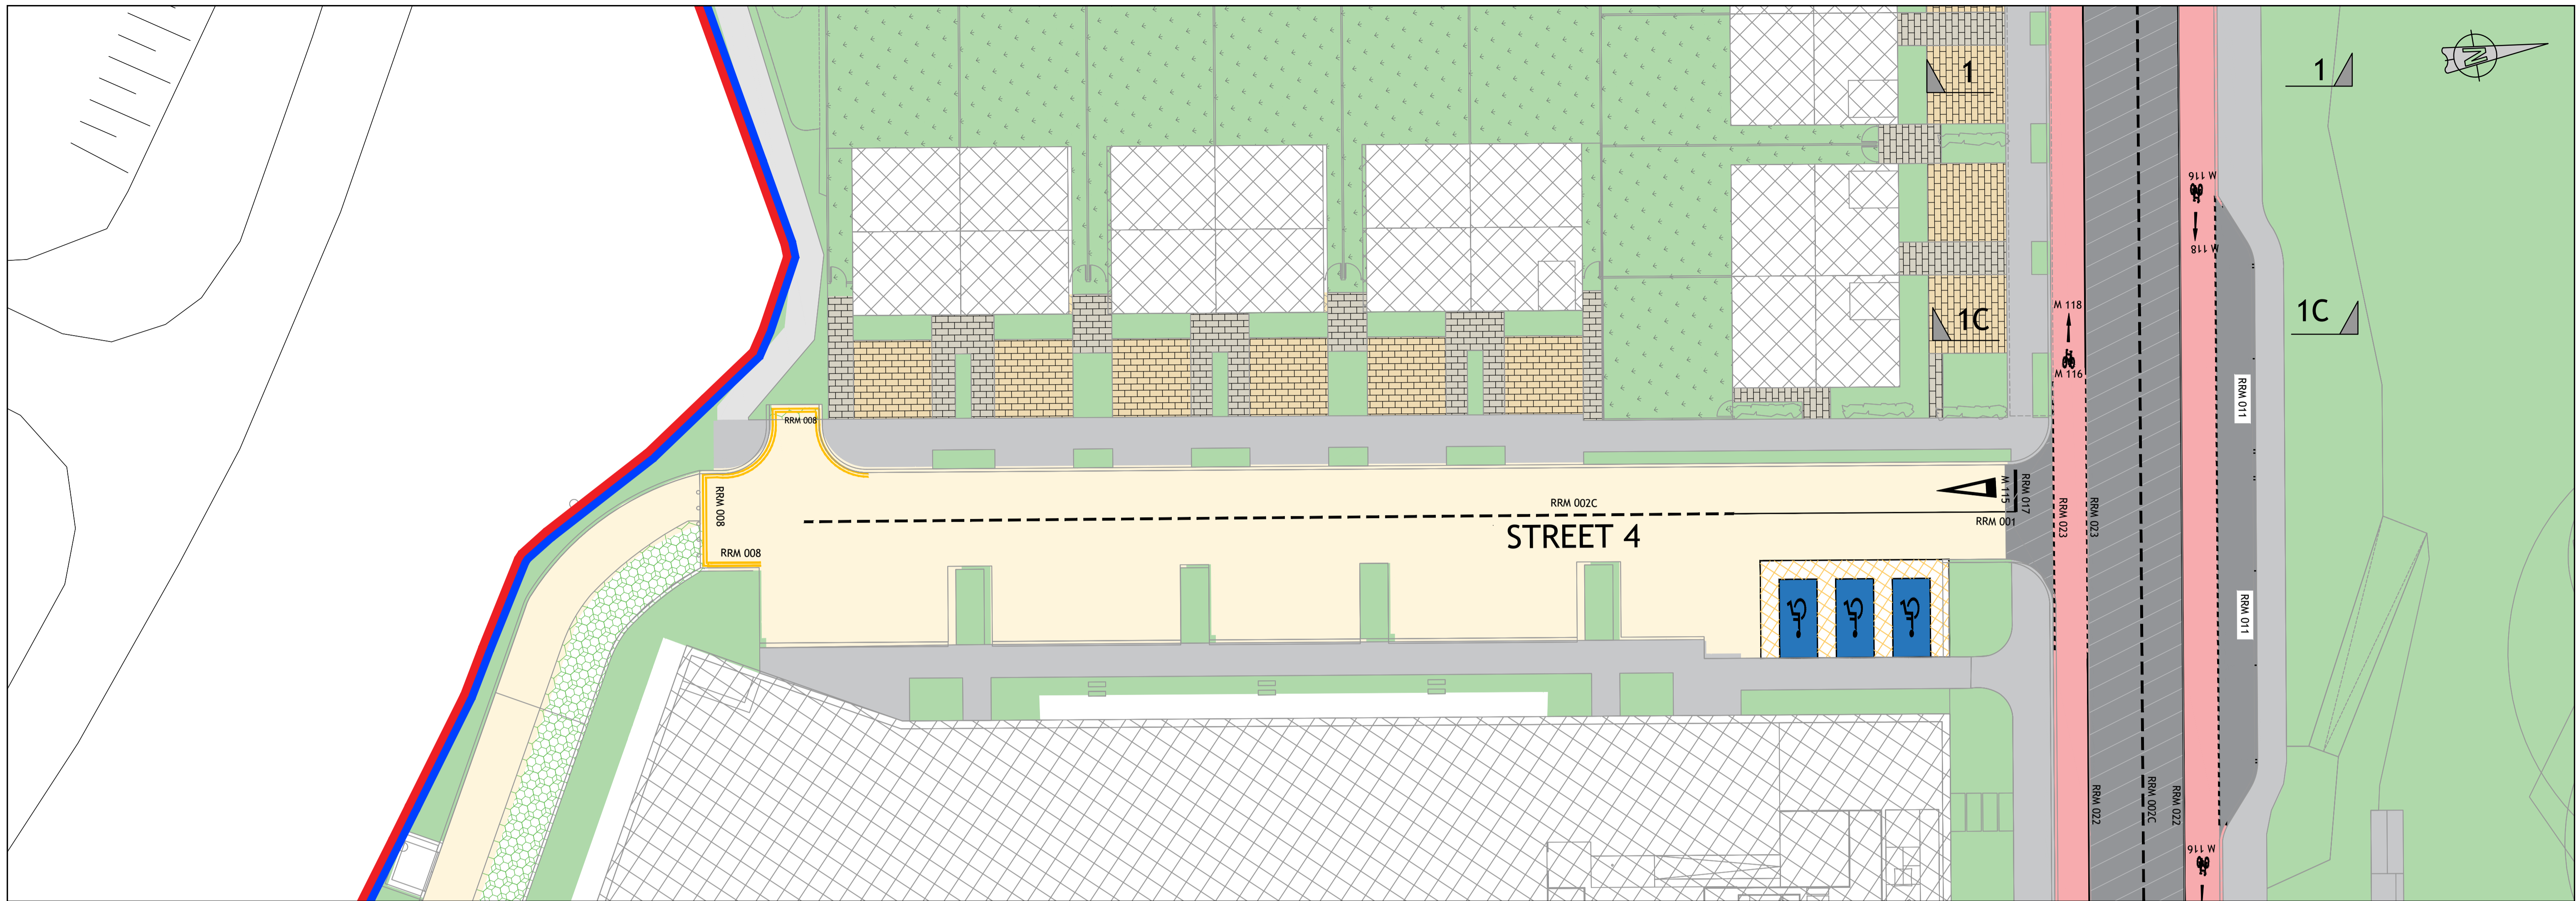 1
1
N
M 116
M 118
M 118
1C
1C
M 116
RRM 011
RRM 008
RRM 008
RRM 002C
M 115
RRM 017
RRM 001
RRM 023
RRM 023
STREET 4
RRM 008
RRM 011
RRM 022
RRM 002C
RRM 022
M 116